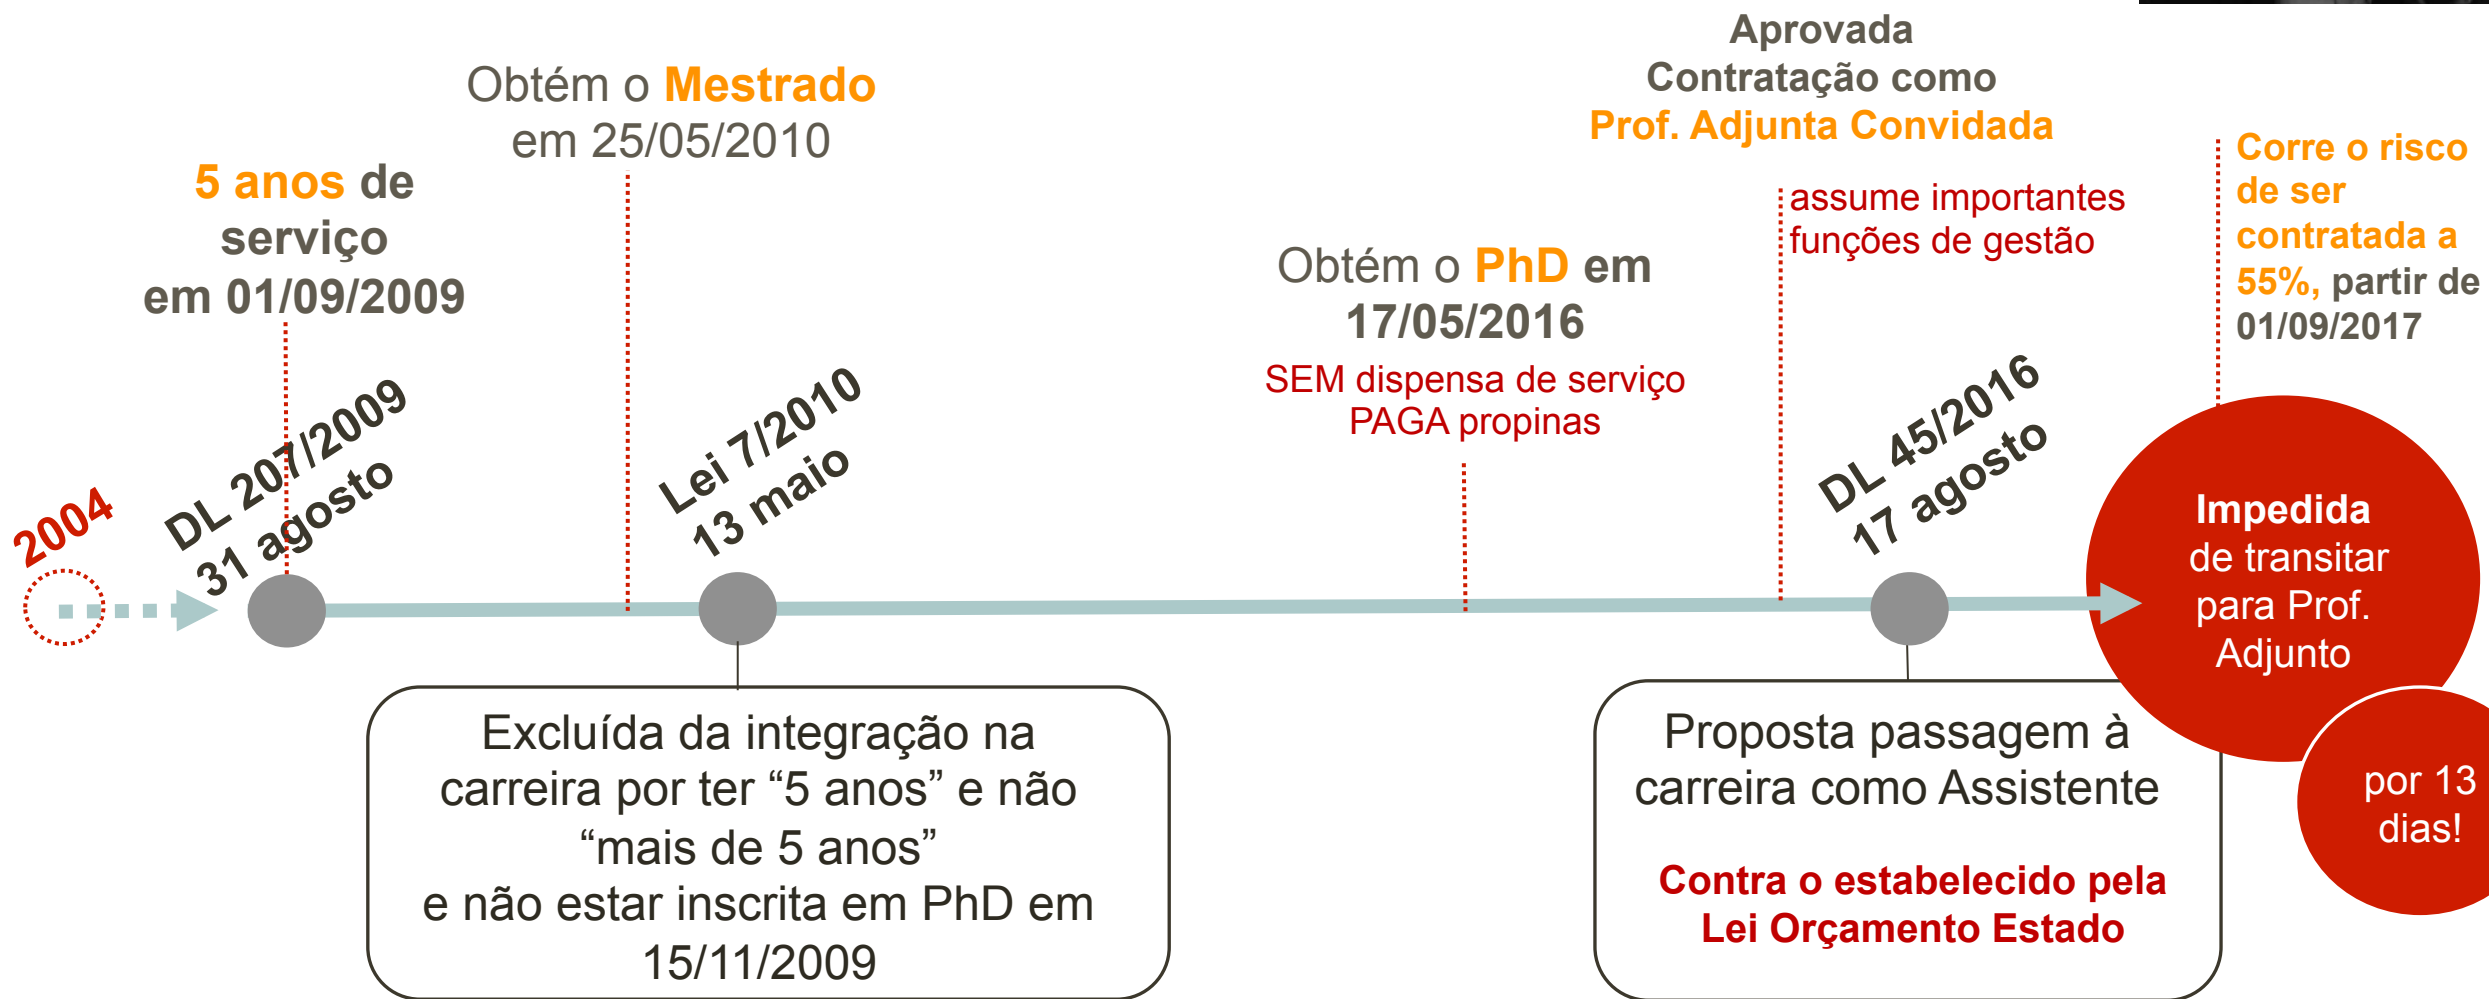 2004
5 anos de
serviço
em 01/09/2009
DL 207/2009
31 agosto
Obtém o Mestrado
em 25/05/2010
Lei 7/2010
13 maio
Excluída da integração na
carreira por ter “5 anos” e não
“mais de 5 anos”
e não estar inscrita em PhD em
15/11/2009
Obtém o PhD em
17/05/2016
SEM dispensa de serviço
PAGA propinas
Aprovada
Contratação como
Prof. Adjunta Convidada
assume importantes
funções de gestão
DL 45/2016
17 agosto
Proposta passagem à
carreira como Assistente
Contra o estabelecido pela
Lei Orçamento Estado
Corre o risco
de ser
contratada a
55%, partir de
01/09/2017
Impedida
de transitar
para Prof.
Adjunto
por 13
dias!